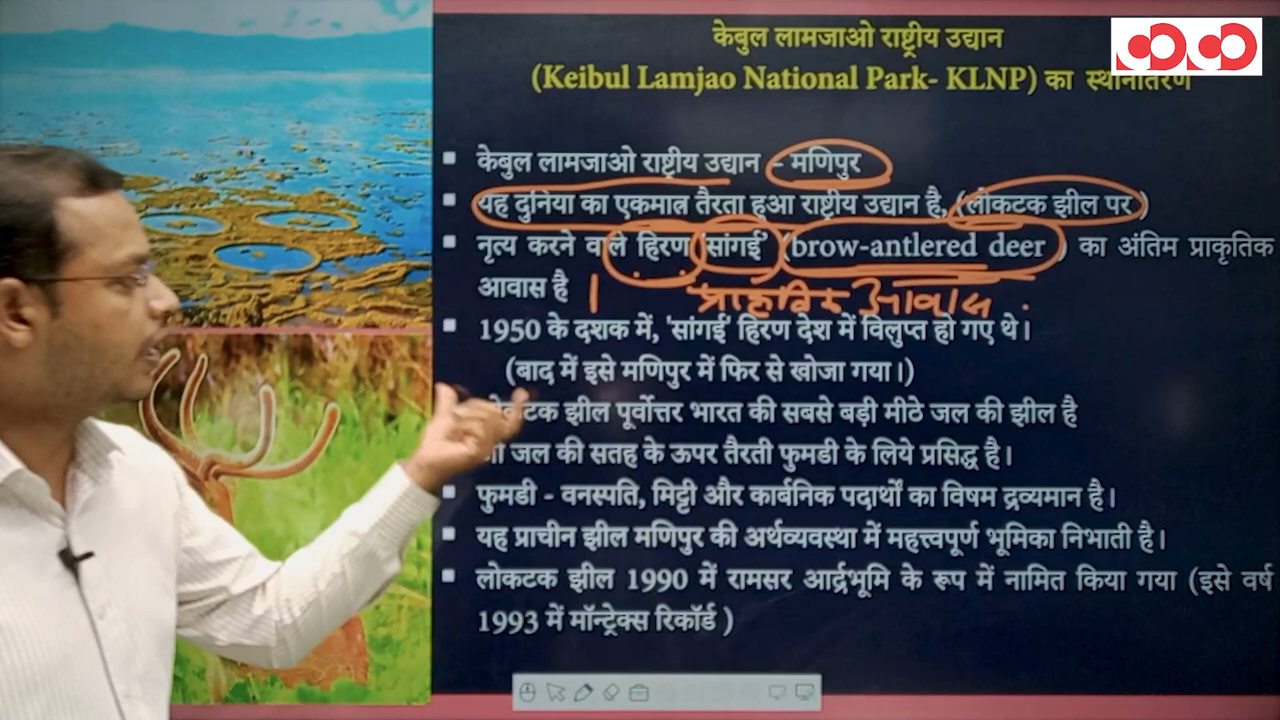 केबुल लामजाओ राष्ट्रीय उद्यान
(Keibul Lamjao National Park- KLNP) का स्थानांतरण
▪ केबुल लामजाओ राष्ट्रीय उद्यान - मणिपुर
▪ यह दुनिया का एकमात्र तैरता हुआ राष्ट्रीय उद्यान है, (लोकटक झील पर )
▪ नृत्य करने वाले हिरण 'सांगई' (brow-antlered deer ) का अंतिम प्राकृतिक
आवास है |
प्राकृतिक आवास
▪ 1950 के दशक में, 'सांगई' हिरण देश में विलुप्त हो गए थे।
(बाद में इसे मणिपुर में फिर से खोजा गया।)
झील पूर्वोत्तर भारत की सबसे बड़ी मीठे जल की झील है
जल की सतह के ऊपर तैरती फुमडी के लिये प्रसिद्ध है।
▪ फुमडी - वनस्पति, मिट्टी और कार्बनिक पदार्थों का विषम द्रव्यमान है।
▪ यह प्राचीन झील मणिपुर की अर्थव्यवस्था में महत्त्वपूर्ण भूमिका निभाती है।
▪ लोकटक झील 1990 में रामसर आर्द्रभूमि के रूप में नामित किया गया (इसे वर्ष
1993 में मॉन्ट्रेक्स रिकॉर्ड )